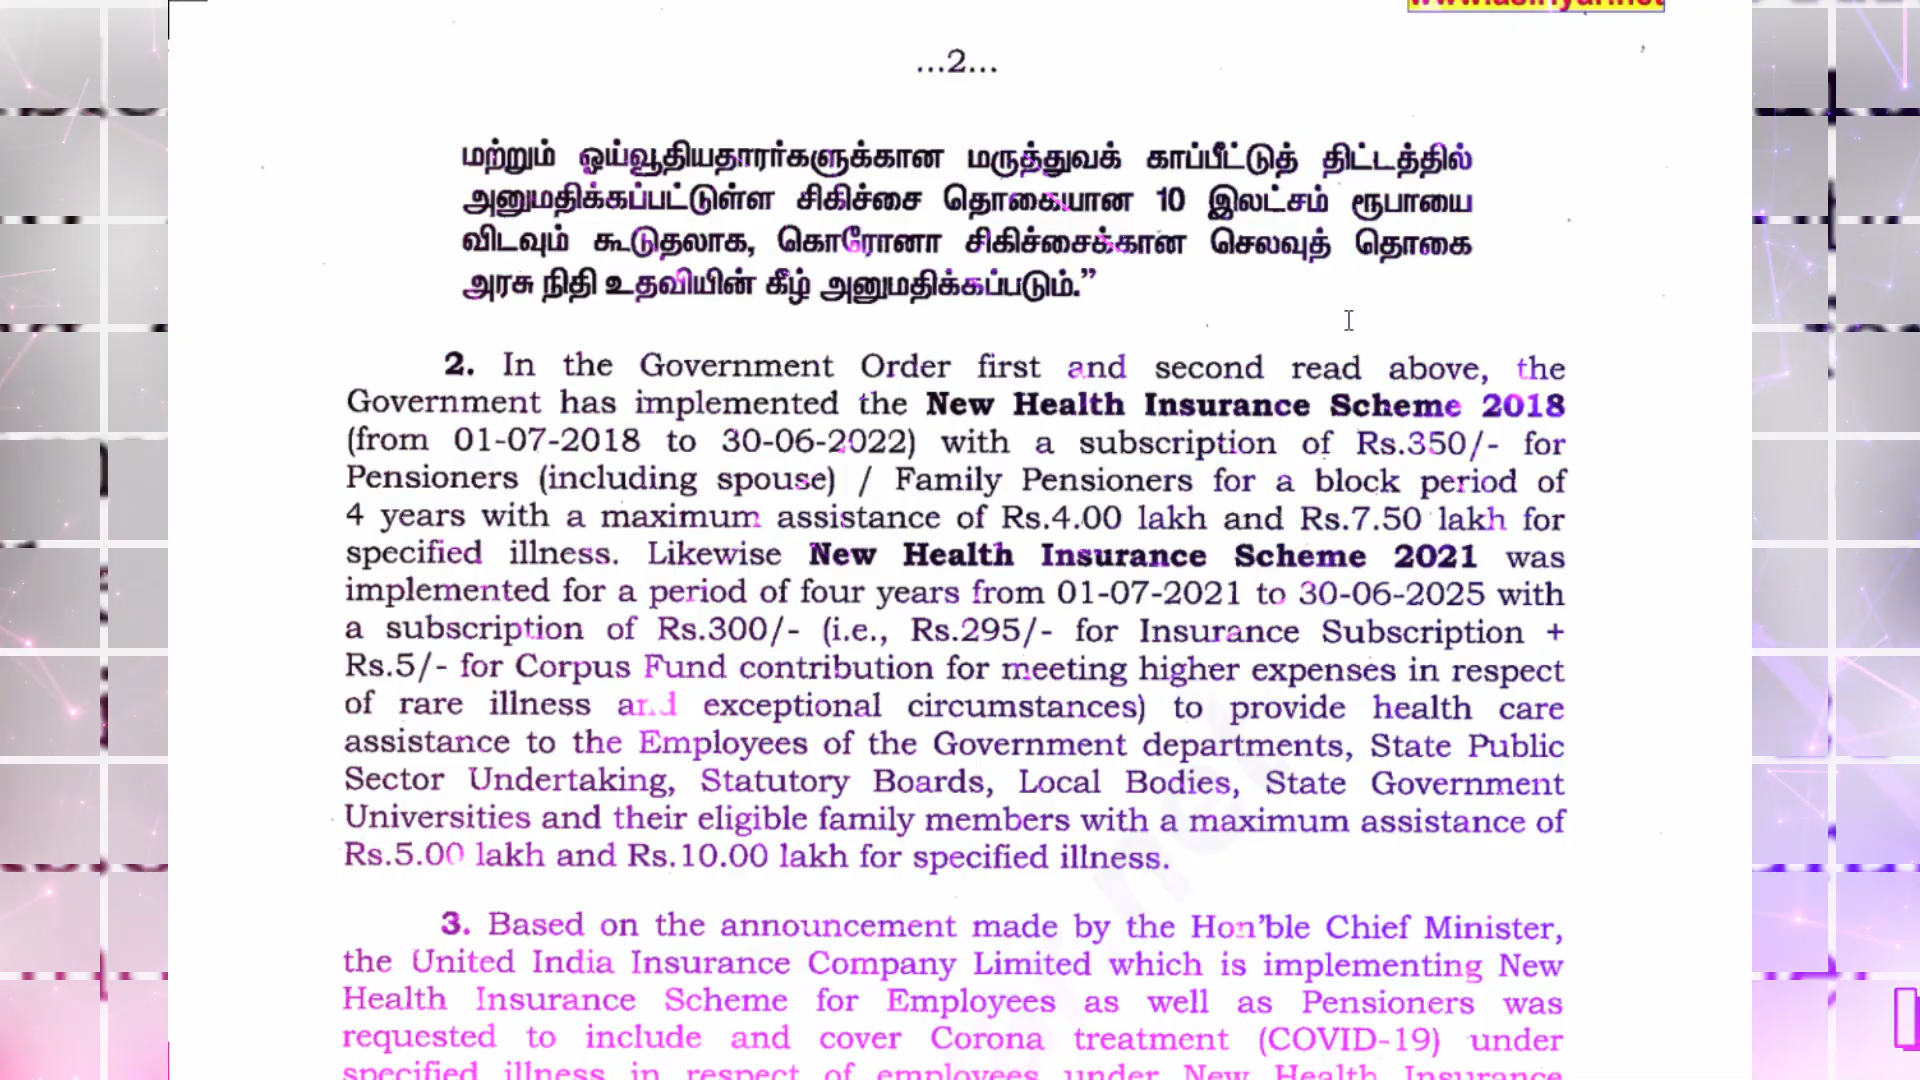 ...2...
மற்றும் ஓய்வூதியதாரர்களுக்கான மருத்துவக் காப்பீட்டுத் திட்டத்தில்
அனுமதிக்கப்பட்டுள்ள சிகிச்சை தொகையான 10 இலட்சம் ரூபாயை
விடவும் கூடுதலாக, கொரோனா சிகிச்சைக்கான செலவுத் தொகை
அரசு நிதி உதவியின் கீழ் அனுமதிக்கப்படும்.”
2. In the Government Order first and second read above, the
Government has implemented the New Health Insurance Scheme 2018
(from 01-07-2018 to 30-06-2022) with a subscription of Rs.350/- for
Pensioners (including spouse) / Family Pensioners for a block period of
4 years with a maximum assistance of Rs.4.00 lakh and Rs.7.50 lakh for
specified illness. Likewise New Health Insurance Scheme 2021 was
implemented for a period of four years from 01-07-2021 to 30-06-2025 with
a subscription of Rs.300/- (i.e., Rs.295/- for Insurance Subscription +
Rs.5/- for Corpus Fund contribution for meeting higher expenses in respect
of rare illness and exceptional circumstances) to provide health care
assistance to the Employees of the Government departments, State Public
Sector Undertaking, Statutory Boards, Local Bodies, State Government
Universities and their eligible family members with a maximum assistance of
Rs.5.00 lakh and Rs.10.00 lakh for specified illness.
3. Based on the announcement made by the Hon’ble Chief Minister,
the United India Insurance Company Limited which is implementing New
Health Insurance Scheme for Employees as well as Pensioners was
requested to include and cover Corona treatment (COVID-19) under
specified illness in respect of employees under New Health Insurance